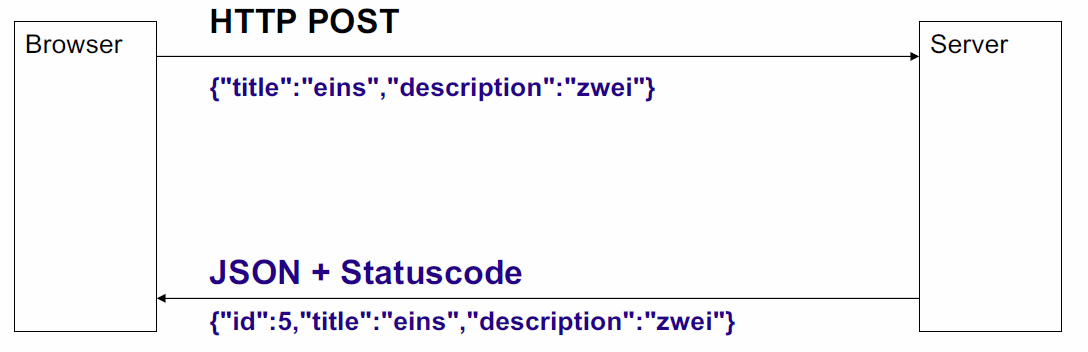 HTTP POST
Browser
Server
{"title":"eins","description":"zwei"}
JSON + Statuscode
{"id":5,"title":"eins","description":"zwei"}